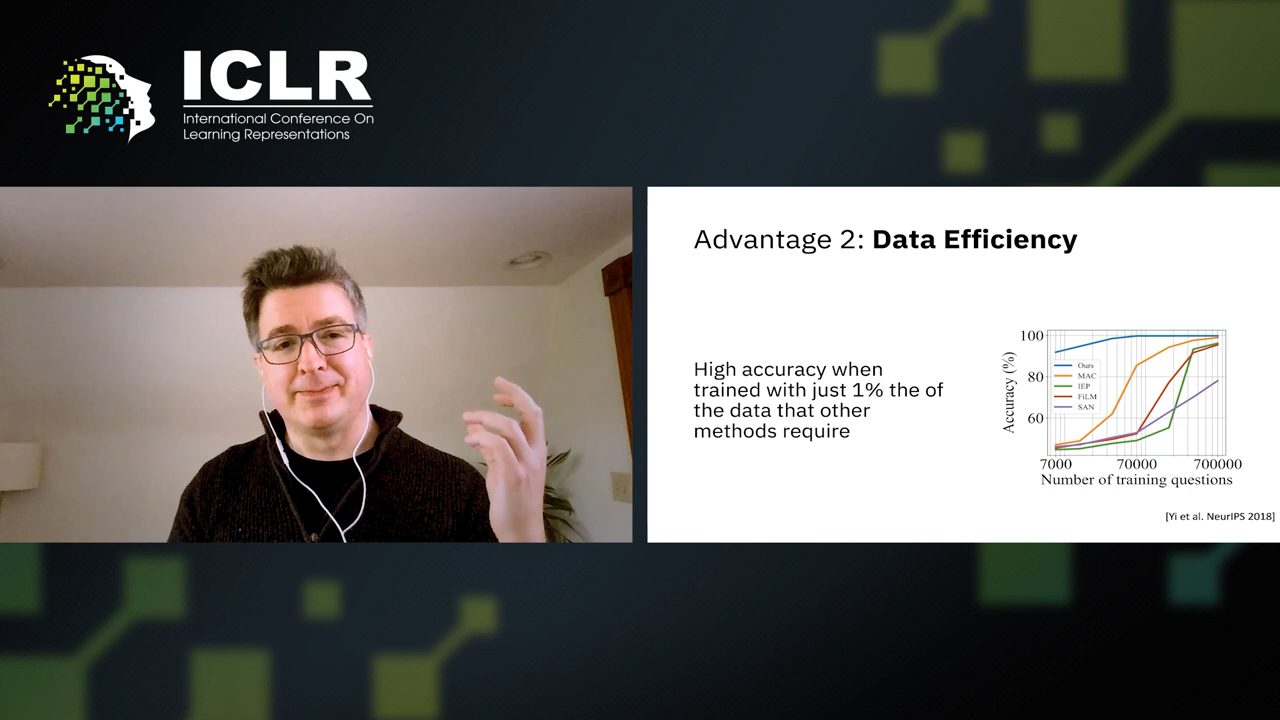 ICLR
International Conference On
Learning Representations
Advantage 2: Data Efficiency
High accuracy when
trained with just 1% the of
the data that other
methods require
100
80
60
Accuracy (%)
Ours
MAC
IEP
FiLM
SAN
7000 70000 700000
Number of training questions
[Yi et al. NeurIPS 2018]